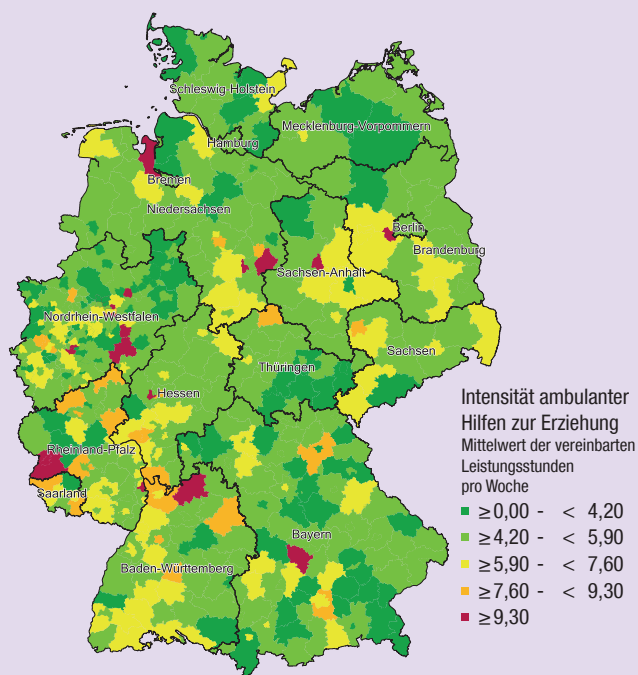 Schleswig-Holstein
Mecklenburg-Vorpommern
Hamburg
Bremen
Niedersachsen
Berlin
Brandenburg
Sachsen-Anhalt
Nordrhein-Westfalen
Sachsen
Thüringen
Hessen
Rheinland-Pfalz
Saarland
Bayern
Baden-Württemberg
Intensität ambulanter
Hilfen zur Erziehung
Mittelwert der vereinbarten
Leistungsstunden
pro Woche
≥0,00 - < 4,20
≥4,20 - < 5,90
≥5,90 - < 7,60
≥7,60 - < 9,30
≥9,30